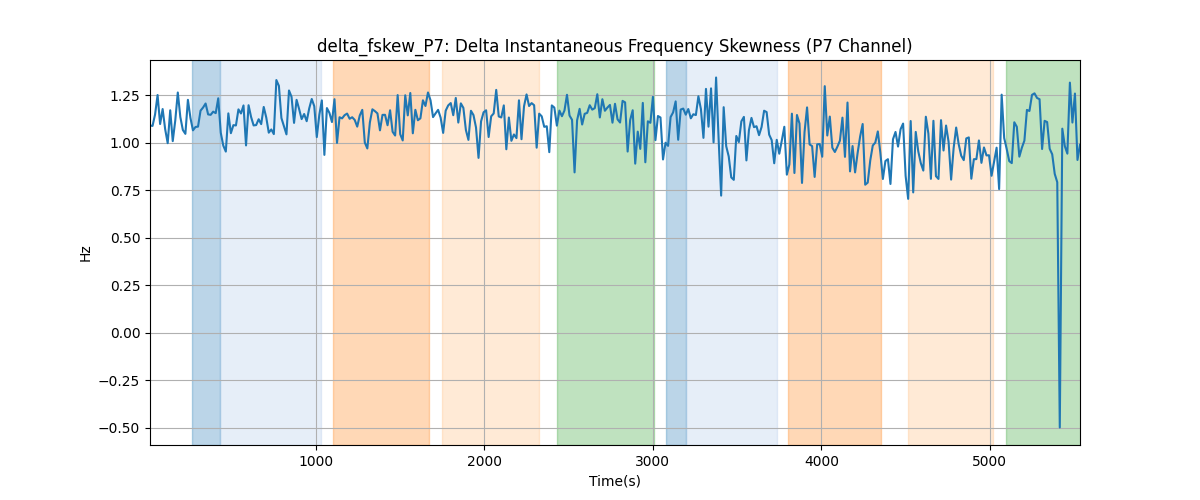 delta_fskew_P7: Delta Instantaneous Frequency Skewness (P7 Channel)
1.25
1.00
0.75
0.50
0.25
0.00
−0.25
−0.50
Hz
1000 2000 3000 4000 5000
Time(s)